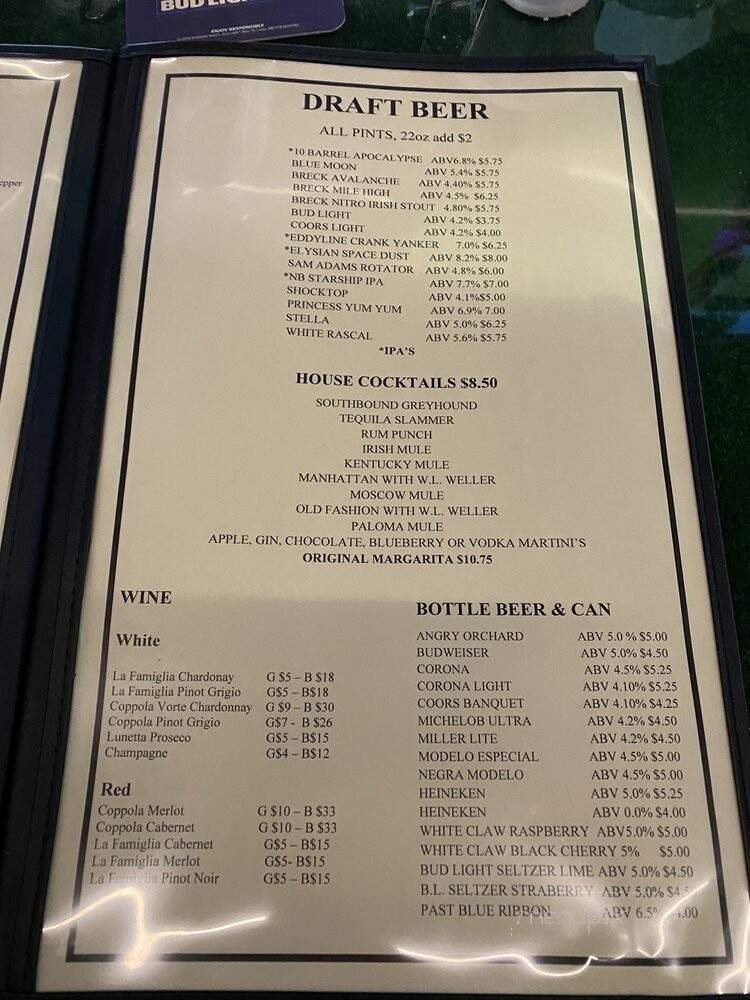 BUD LIGHT
ENJOY RESPONSIBLY
epper
DRAFT BEER
ALL PINTS, 22oz add $2
*10 BARREL APOCALYPSE ABV6.8% $5.75
BLUE MOON ABV 5.4% $5.75
BRECK AVALANCHE ABV 4.40% $5.75
BRECK MILE HIGH ABV 4.5% $6.25
BRECK NITRO IRISH STOUT 4.80% $5.75
BUD LIGHT ABV 4.2% $3.75
COORS LIGHT ABV 4.2% $4.00
*EDDYLINE CRANK YANKER 7.0% $6.25
*ELYSIAN SPACE DUST ABV 8.2% $8.00
SAM ADAMS ROTATOR ABV 4.8% $6.00
*NB STARSHIP IPA ABV 7.7% $7.00
SHOCKTOP ABV 4.1%$5.00
PRINCESS YUM YUM ABV 6.9% 7.00
STELLA ABV 5.0% $6.25
WHITE RASCAL ABV 5.6% $5.75
*IPA'S
HOUSE COCKTAILS $8.50
SOUTHBOUND GREYHOUND
TEQUILA SLAMMER
RUM PUNCH
IRISH MULE
KENTUCKY MULE
MANHATTAN WITH W.L. WELLER
MOSCOW MULE
OLD FASHION WITH W.L. WELLER
PALOMA MULE
APPLE, GIN, CHOCOLATE, BLUEBERRY OR VODKA MARTINI'S
ORIGINAL MARGARITA $10.75
WINE
White
La Famiglia Chardonay G $5 – B $18
La Famiglia Pinot Grigio G$5 – B$18
Coppola Vorte Chardonnay G $9 – B $30
Coppola Pinot Grigio G$7 - B $26
Lunetta Proseco G$5 – B$15
Champagne G$4 – B$12
Red
Coppola Merlot G $10 – B $33
Coppola Cabernet G $10 – B $33
La Famiglia Cabernet G$5 – B$15
La Famiglia Merlot G$5- B$15
La Famiglia Pinot Noir G$5 – B$15
BOTTLE BEER & CAN
ANGRY ORCHARD ABV 5.0 % $5.00
BUDWEISER ABV 5.0% $4.50
CORONA ABV 4.5% $5.25
CORONA LIGHT ABV 4.10% $5.25
COORS BANQUET ABV 4.10% $4.25
MICHELOB ULTRA ABV 4.2% $4.50
MILLER LITE ABV 4.2% $4.50
MODELO ESPECIAL ABV 4.5% $5.00
NEGRA MODELO ABV 4.5% $5.00
HEINEKEN ABV 5.0% $5.25
HEINEKEN ABV 0.0% $4.00
WHITE CLAW RASPBERRY ABV5.0% $5.00
WHITE CLAW BLACK CHERRY 5% $5.00
BUD LIGHT SELTZER LIME ABV 5.0% $4.50
B.L. SELTZER STRABERRY ABV 5.0% $4.5
PAST BLUE RIBBON ABV 6.5% 4.00